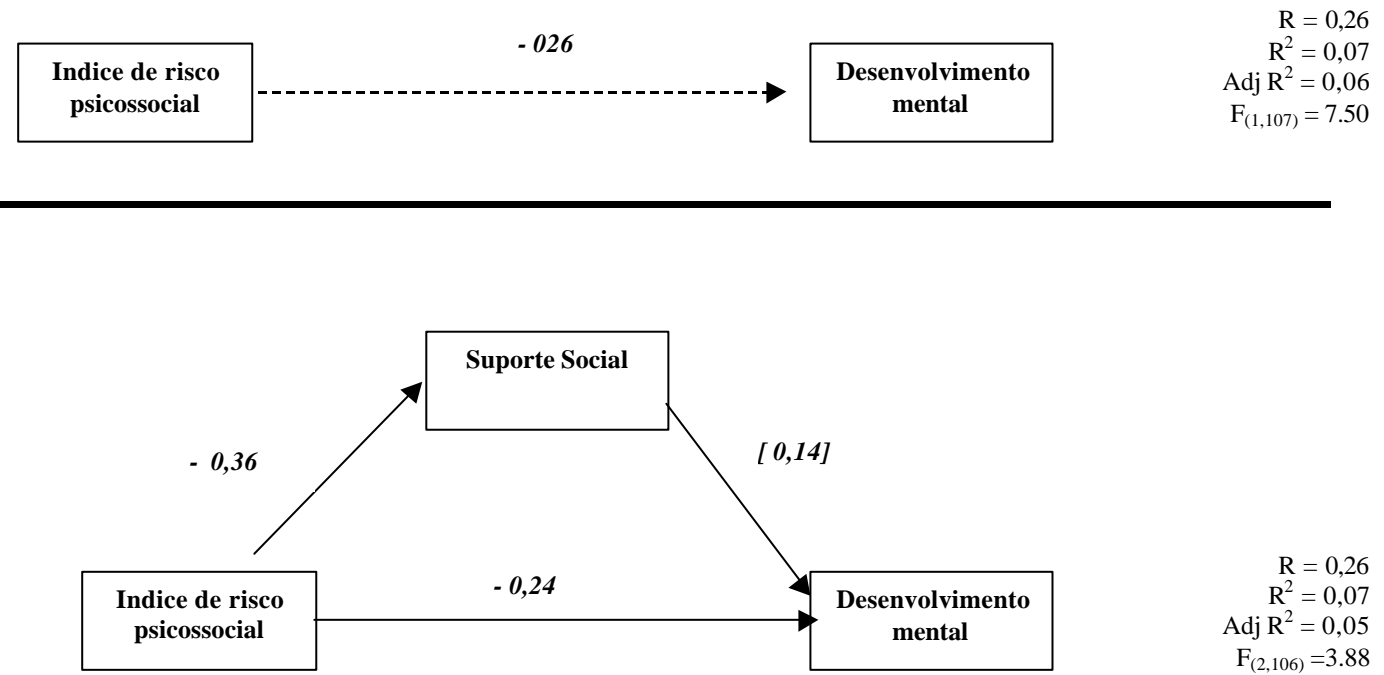 Indice de risco
psicossocial
- 026
Desenvolvimento
mental
R = 0,26
R² = 0,07
Adj R² = 0,06
F(1,107) = 7.50
Suporte Social
- 0,36
[ 0,14]
Indice de risco
psicossocial
- 0,24
Desenvolvimento
mental
R = 0,26
R² = 0,07
Adj R² = 0,05
F(2,106) =3.88